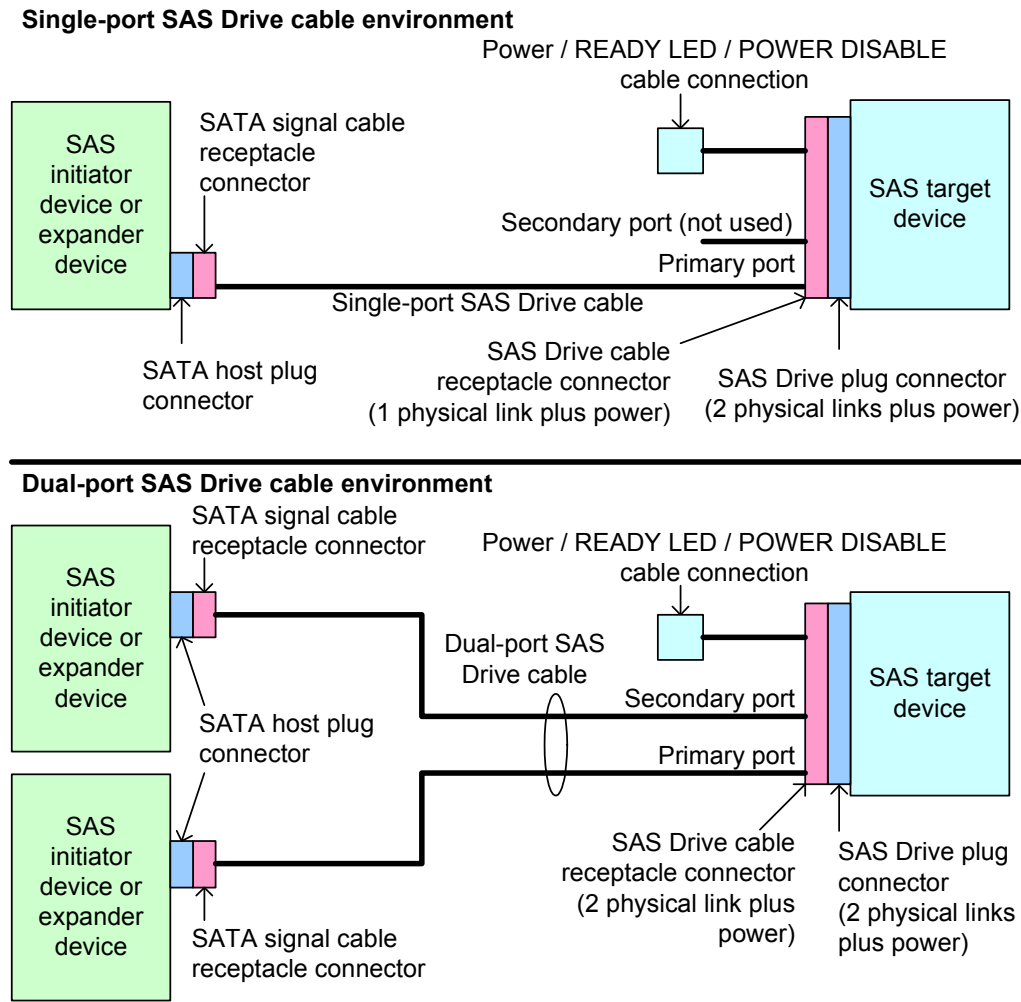 Single-port SAS Drive cable environment
Power / READY LED / POWER DISABLE
cable connection
SAS
initiator
device or
expander
device
SATA signal cable
receptacle
connector
SAS target
device
Secondary port (not used)
Primary port
Single-port SAS Drive cable
SATA host plug
connector
SAS Drive cable
receptacle connector
(1 physical link plus power)
SAS Drive plug connector
(2 physical links plus power)
Dual-port SAS Drive cable environment
SATA signal cable
receptacle connector
Power / READY LED / POWER DISABLE
cable connection
SAS
initiator
device or
expander
device
Dual-port SAS
Drive cable
SAS target
device
Secondary port
SATA host plug
connector
Primary port
SAS
initiator
device or
expander
device
SAS Drive cable
receptacle connector
(2 physical link plus
power)
SAS Drive plug
connector
(2 physical links
plus power)
SATA signal cable
receptacle connector